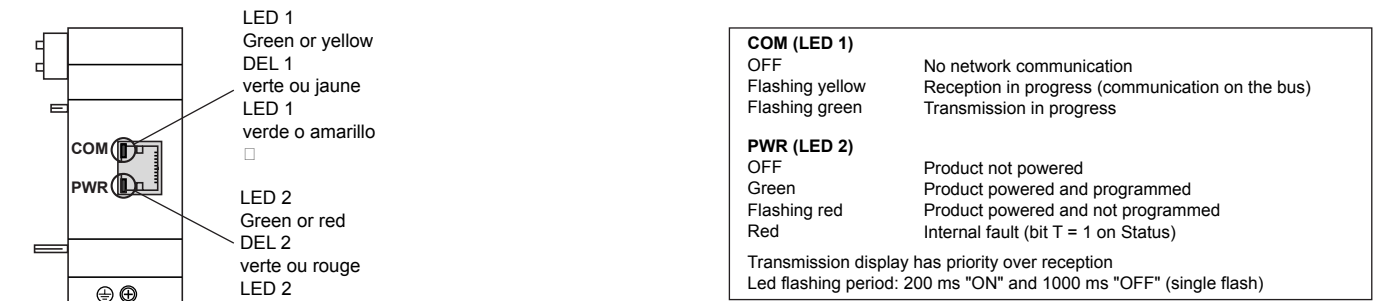 LED 1
Green or yellow
DEL 1
verte ou jaune
LED 1
verde o amarillo
COM
PWR
LED 2
Green or red
DEL 2
verte ou rouge
LED 2
COM (LED 1)
OFF No network communication
Flashing yellow Reception in progress (communication on the bus)
Flashing green Transmission in progress
PWR (LED 2)
OFF Product not powered
Green Product powered and programmed
Flashing red Product powered and not programmed
Red Internal fault (bit T = 1 on Status)
Transmission display has priority over reception
Led flashing period: 200 ms "ON" and 1000 ms "OFF" (single flash)